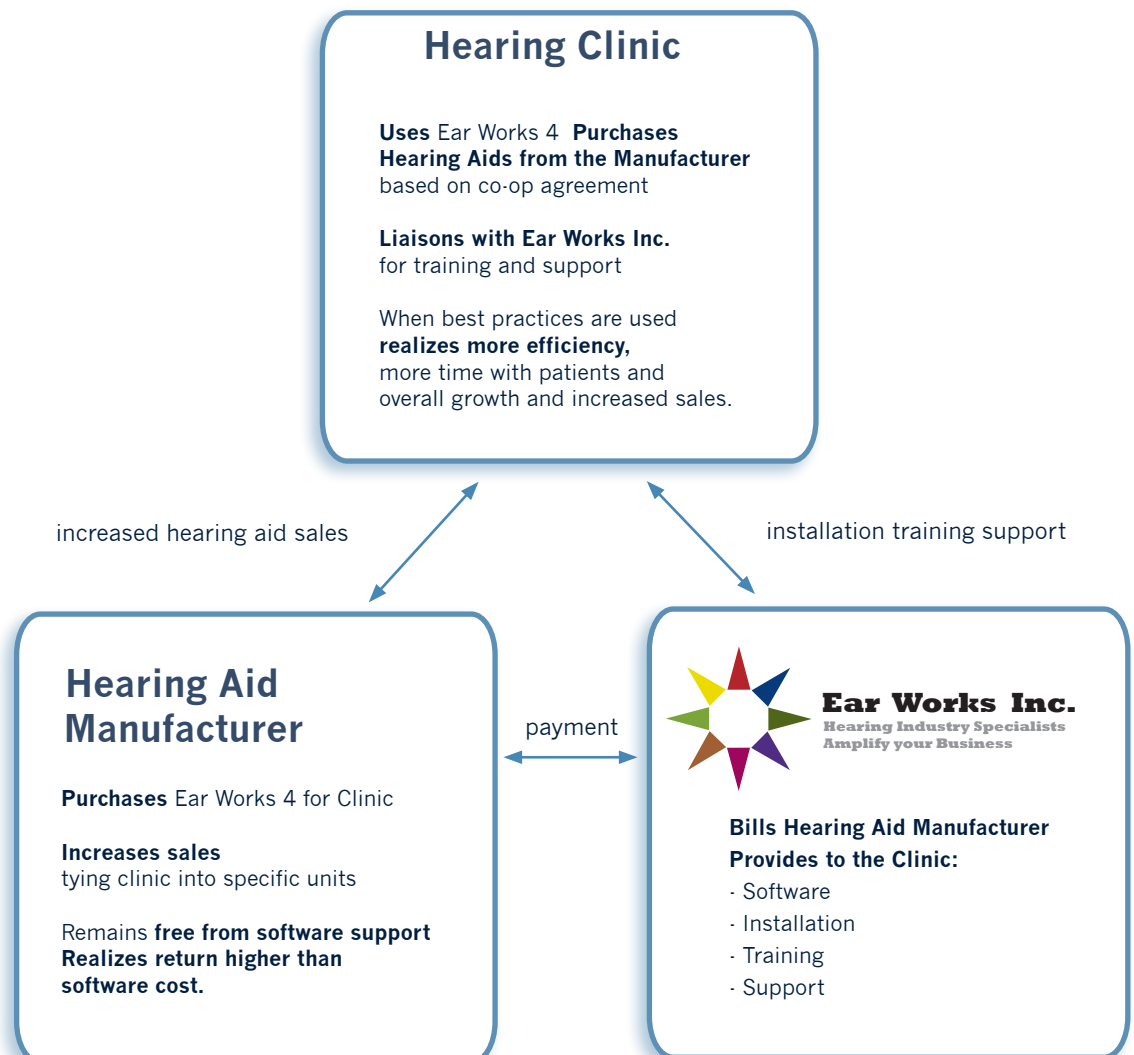 Hearing Clinic
Uses Ear Works 4 Purchases
Hearing Aids from the Manufacturer
based on co-op agreement
Liaisons with Ear Works Inc.
for training and support
When best practices are used
realizes more efficiency,
more time with patients and
overall growth and increased sales.
increased hearing aid sales
installation training support
Hearing Aid
Manufacturer
Purchases Ear Works 4 for Clinic
Increases sales
tying clinic into specific units
Remains free from software support
Realizes return higher than
software cost.
payment
Ear Works Inc.
Hearing Industry Specialists
Amplify your Business
Bills Hearing Aid Manufacturer
Provides to the Clinic:
- Software
- Installation
- Training
- Support